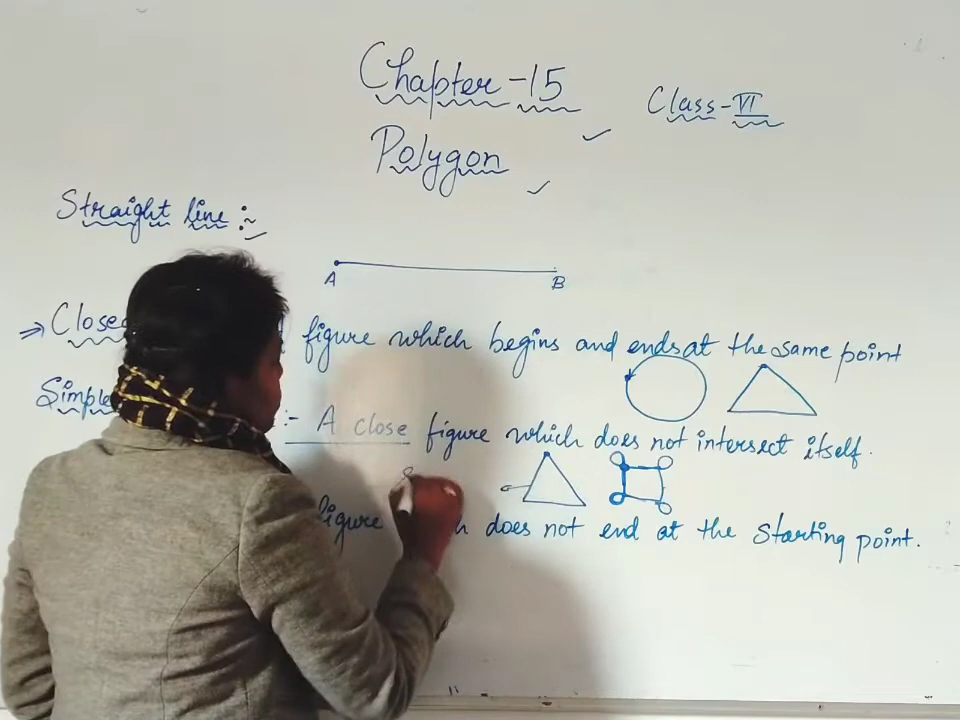 Chapter-15
Class-VI
Polygon
Straight line :-
A B
⇒ Close figure which begins and ends at the same point
Simple :- A close figure which does not intersect itself.
figure does not end at the starting point.